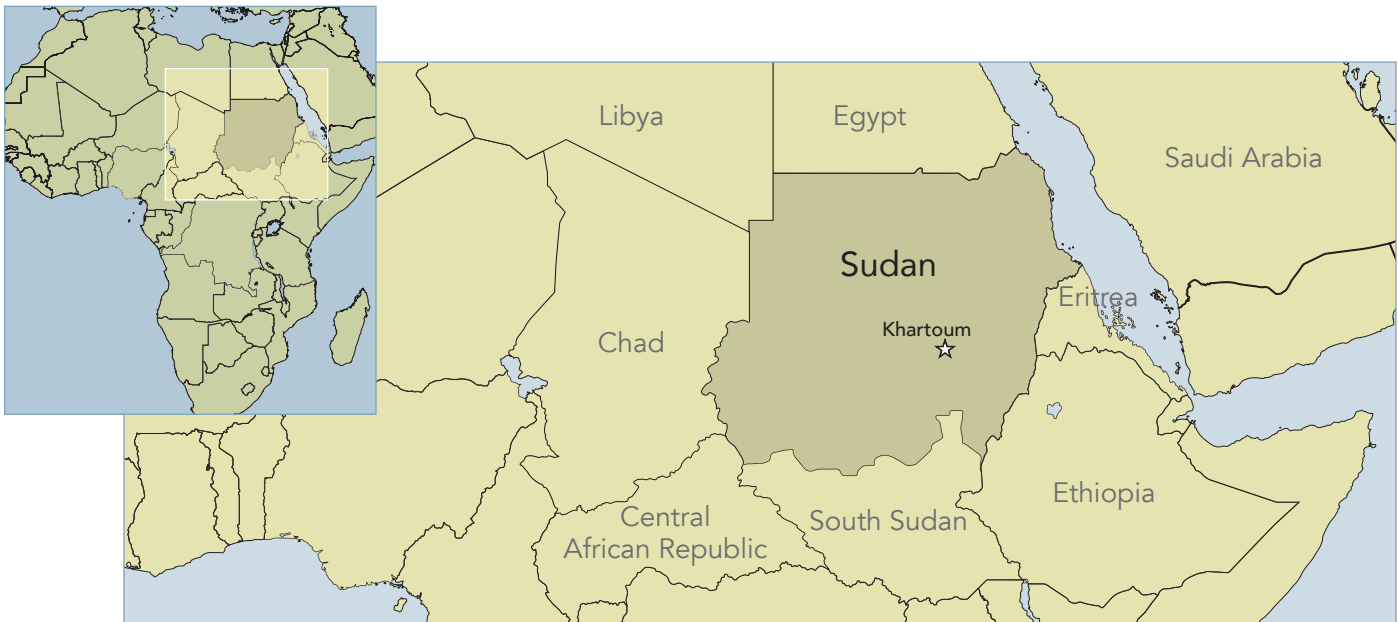 Libya
Egypt
Saudi Arabia
Sudan
Eritrea
Khartoum
Chad
Ethiopia
Central
African Republic
South Sudan